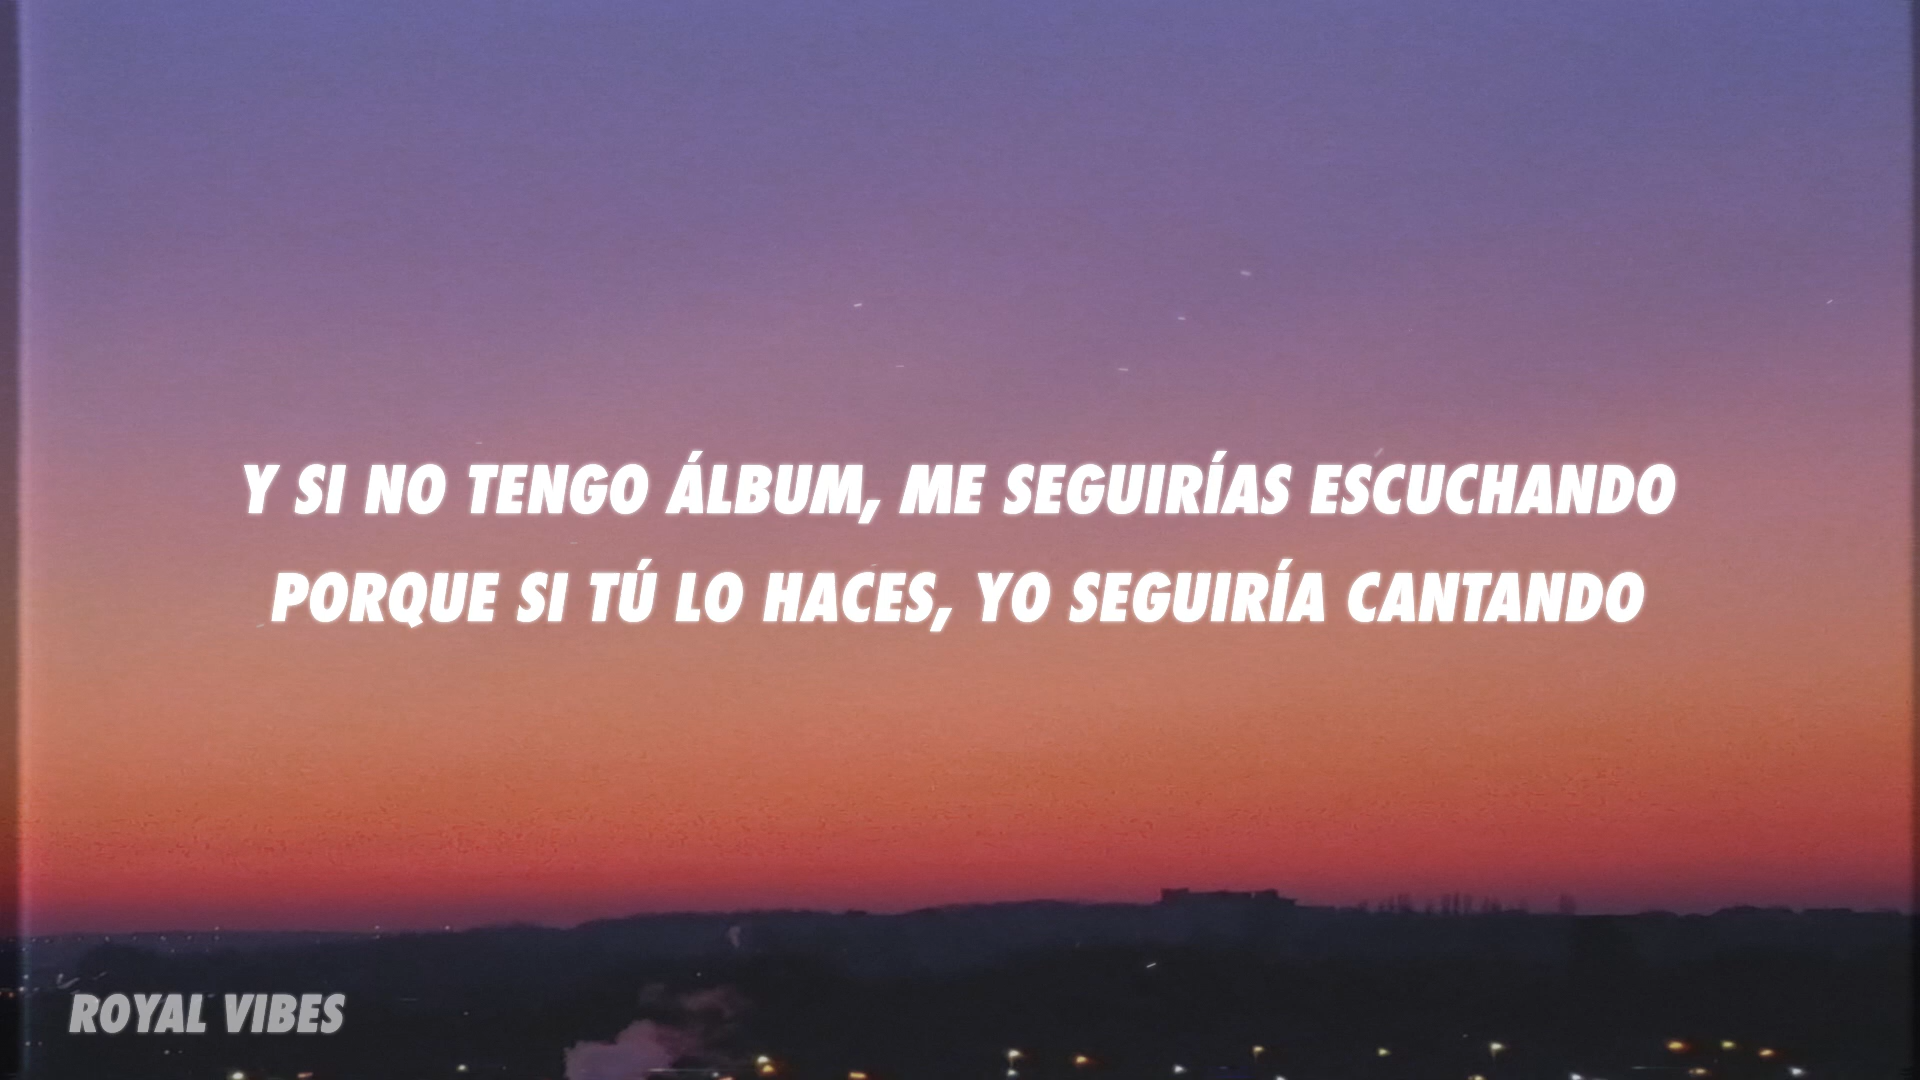 Y SI NO TENGO ÁLBUM, ME SEGUIRÍAS ESCUCHANDO
PORQUE SI TÚ LO HACES, YO SEGUIRÍA CANTANDO
ROYAL VIBES